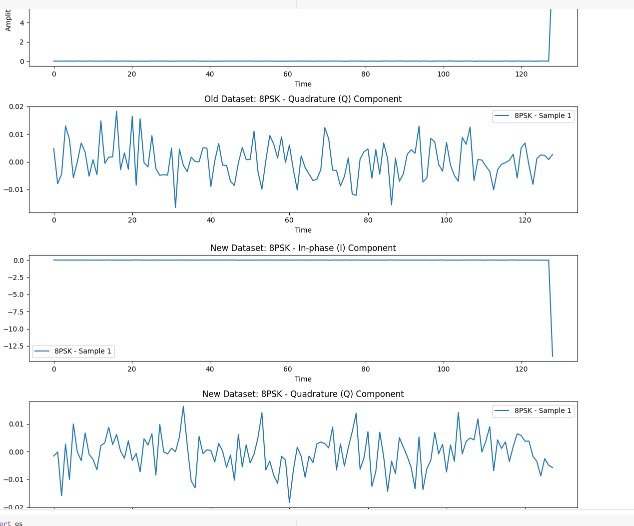 Amplit
4
2
0
0 20 40 60 80 100 120
Time
Old Dataset: 8PSK - Quadrature (Q) Component
8PSK - Sample 1
0.02
0.01
0.00
−0.01
0 20 40 60 80 100 120
Time
New Dataset: 8PSK - In-phase (I) Component
0.0
−2.5
−5.0
−7.5
−10.0
−12.5
8PSK - Sample 1
0 20 40 60 80 100 120
Time
New Dataset: 8PSK - Quadrature (Q) Component
8PSK - Sample 1
0.01
0.00
−0.01
−0.02
ort os